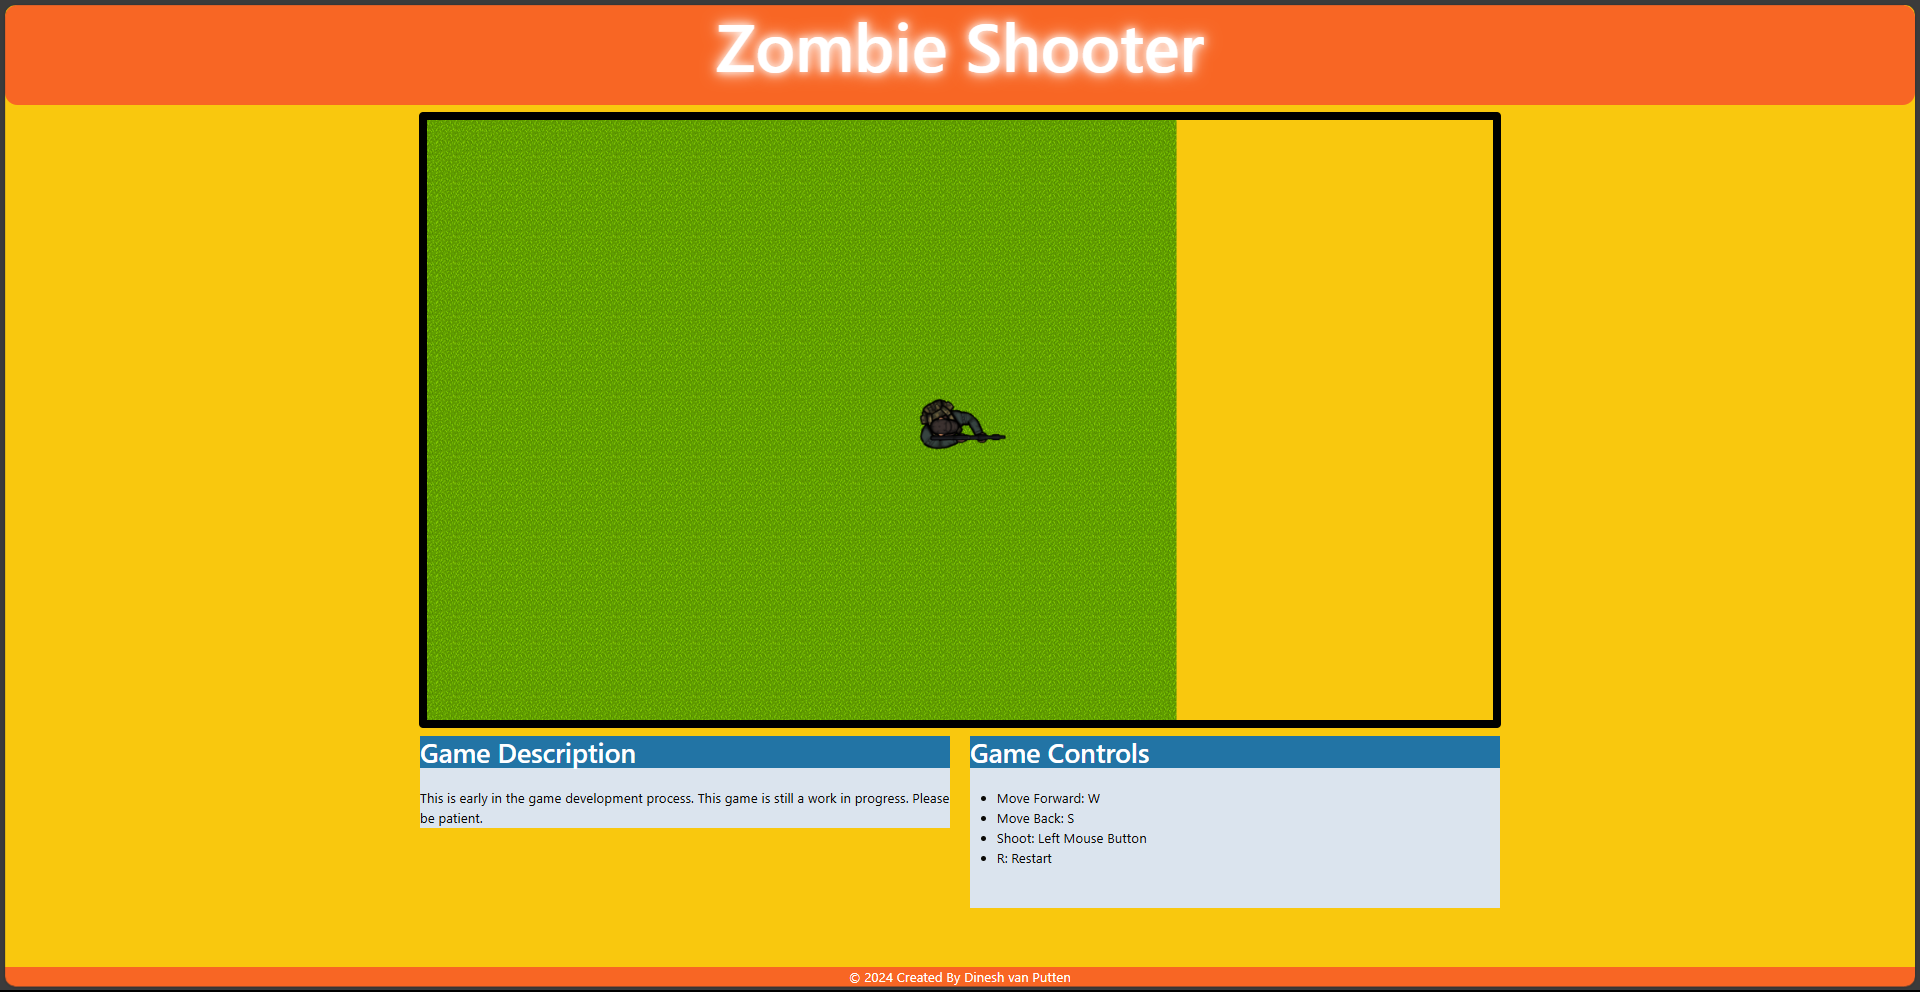 Zombie Shooter
Game Description
This is early in the game development process. This game is still a work in progress. Please
be patient.
Game Controls
Move Forward: W
Move Back: S
Shoot: Left Mouse Button
R: Restart
© 2024 Created By Dinesh van Putten